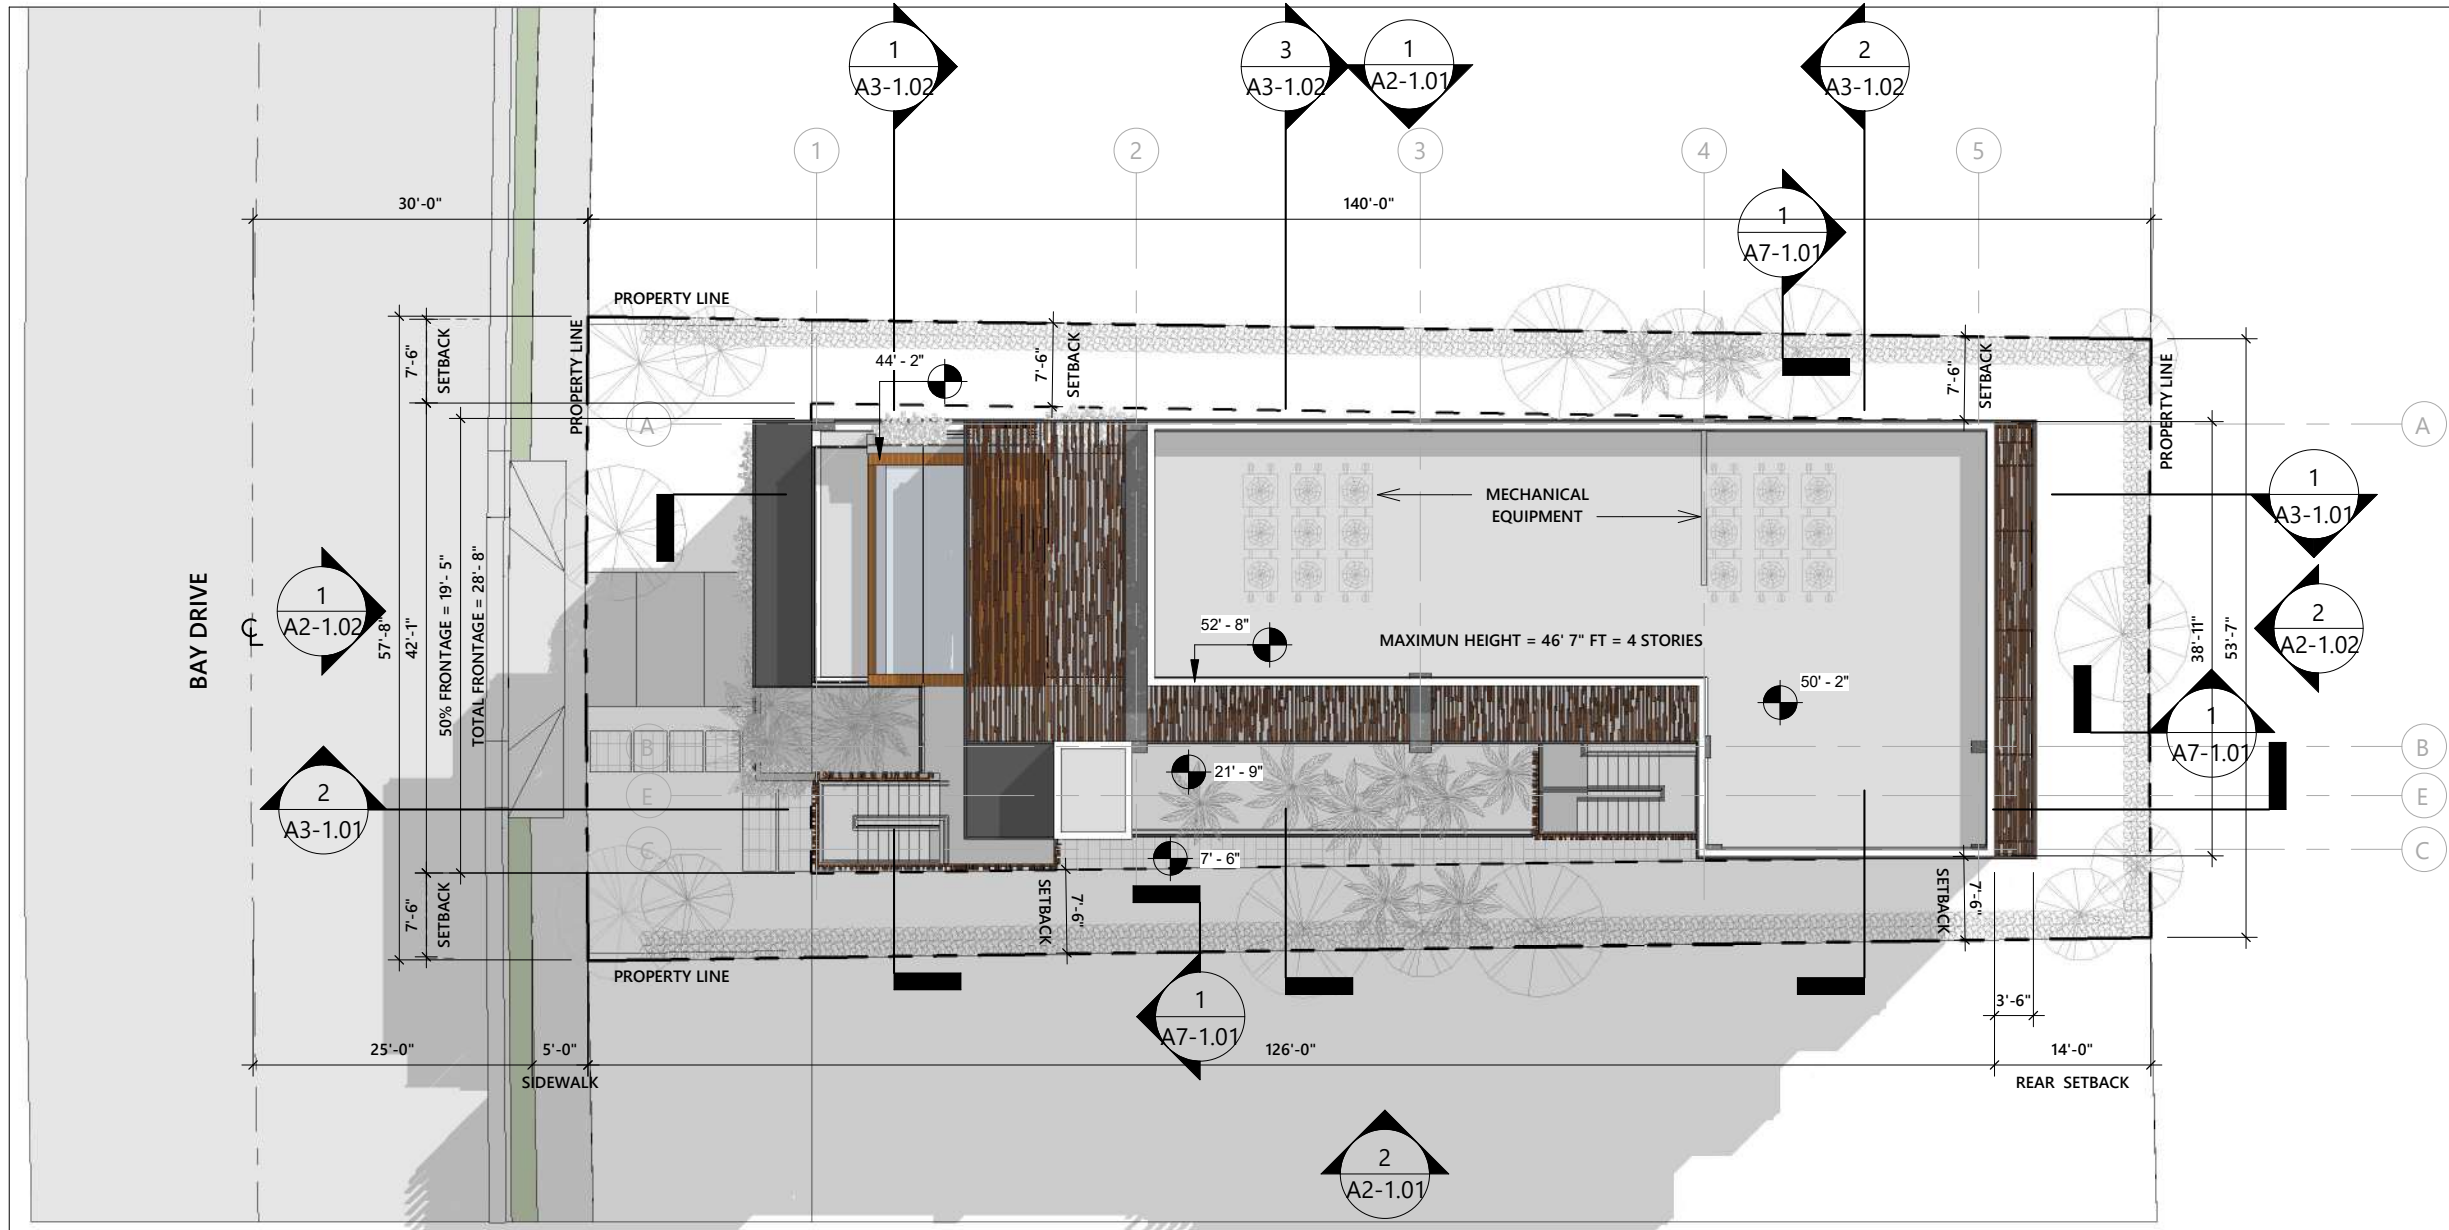 1
A3-1.02
3
A3-1.02
1
A2-1.01
2
A3-1.02
1
2
3
4
5
30'-0"
140'-0"
1
A7-1.01
PROPERTY LINE
PROPERTY LINE
7'-6"
SETBACK
44' - 2"
7'-6"
SETBACK
7'-6"
SETBACK
PROPERTY LINE
A
A
MECHANICAL
EQUIPMENT
1
A3-1.01
BAY DRIVE
℄
1
A2-1.02
57'-8"
42'-1"
50% FRONTAGE = 19'- 5"
TOTAL FRONTAGE = 28'- 8"
52' - 8"
MAXIMUN HEIGHT = 46' 7" FT = 4 STORIES
50' - 2"
38'-11"
53'-7"
2
A2-1.02
1
A7-1.01
B
B
21' - 9"
2
A3-1.01
E
E
C
C
7' - 6"
7'-6"
SETBACK
SETBACK
7'-6"
SETBACK
7'-6"
PROPERTY LINE
1
A7-1.01
3'-6"
25'-0"
5'-0"
126'-0"
14'-0"
SIDEWALK
REAR SETBACK
2
A2-1.01